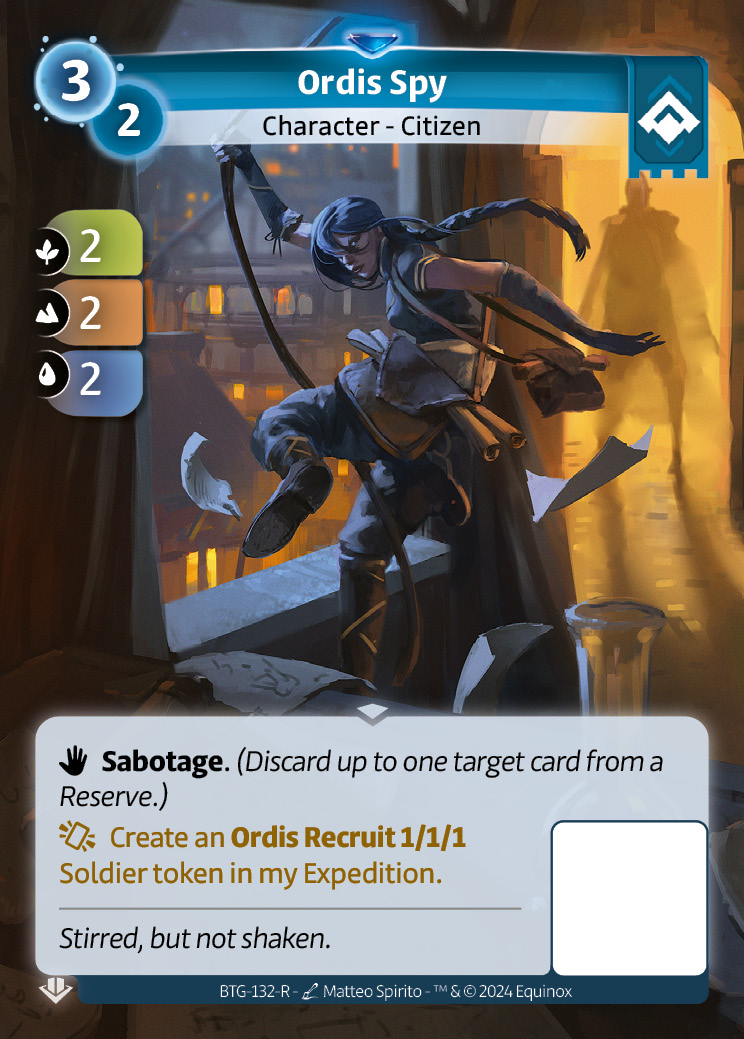 3
Ordis Spy
2
Character - Citizen
2
2
2
Sabotage. (Discard up to one target card from a
Reserve.)
Create an Ordis Recruit 1/1/1
Soldier token in my Expedition.
Stirred, but not shaken.
BTG-132-R - Matteo Spirito - ™ & © 2024 Equinox